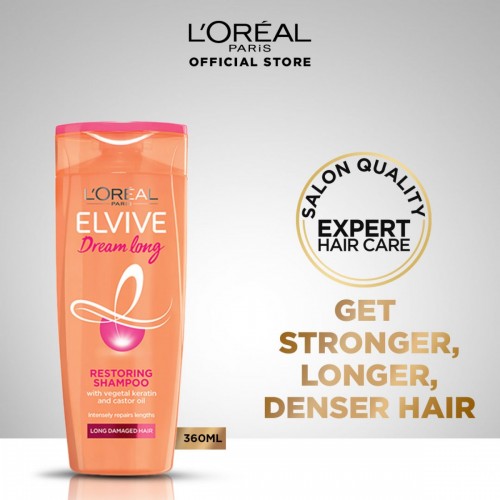 L'ORÉAL
PARIS
OFFICIAL STORE
L'ORÉAL
PARIS
ELVIVE
Dream long
RESTORING
SHAMPOO
with vegetal keratin
and castor oil
Intensely repairs lengths
LONG DAMAGED HAIR
360ML
SALON QUALITY
EXPERT
HAIR CARE
GET
STRONGER,
LONGER,
DENSER HAIR